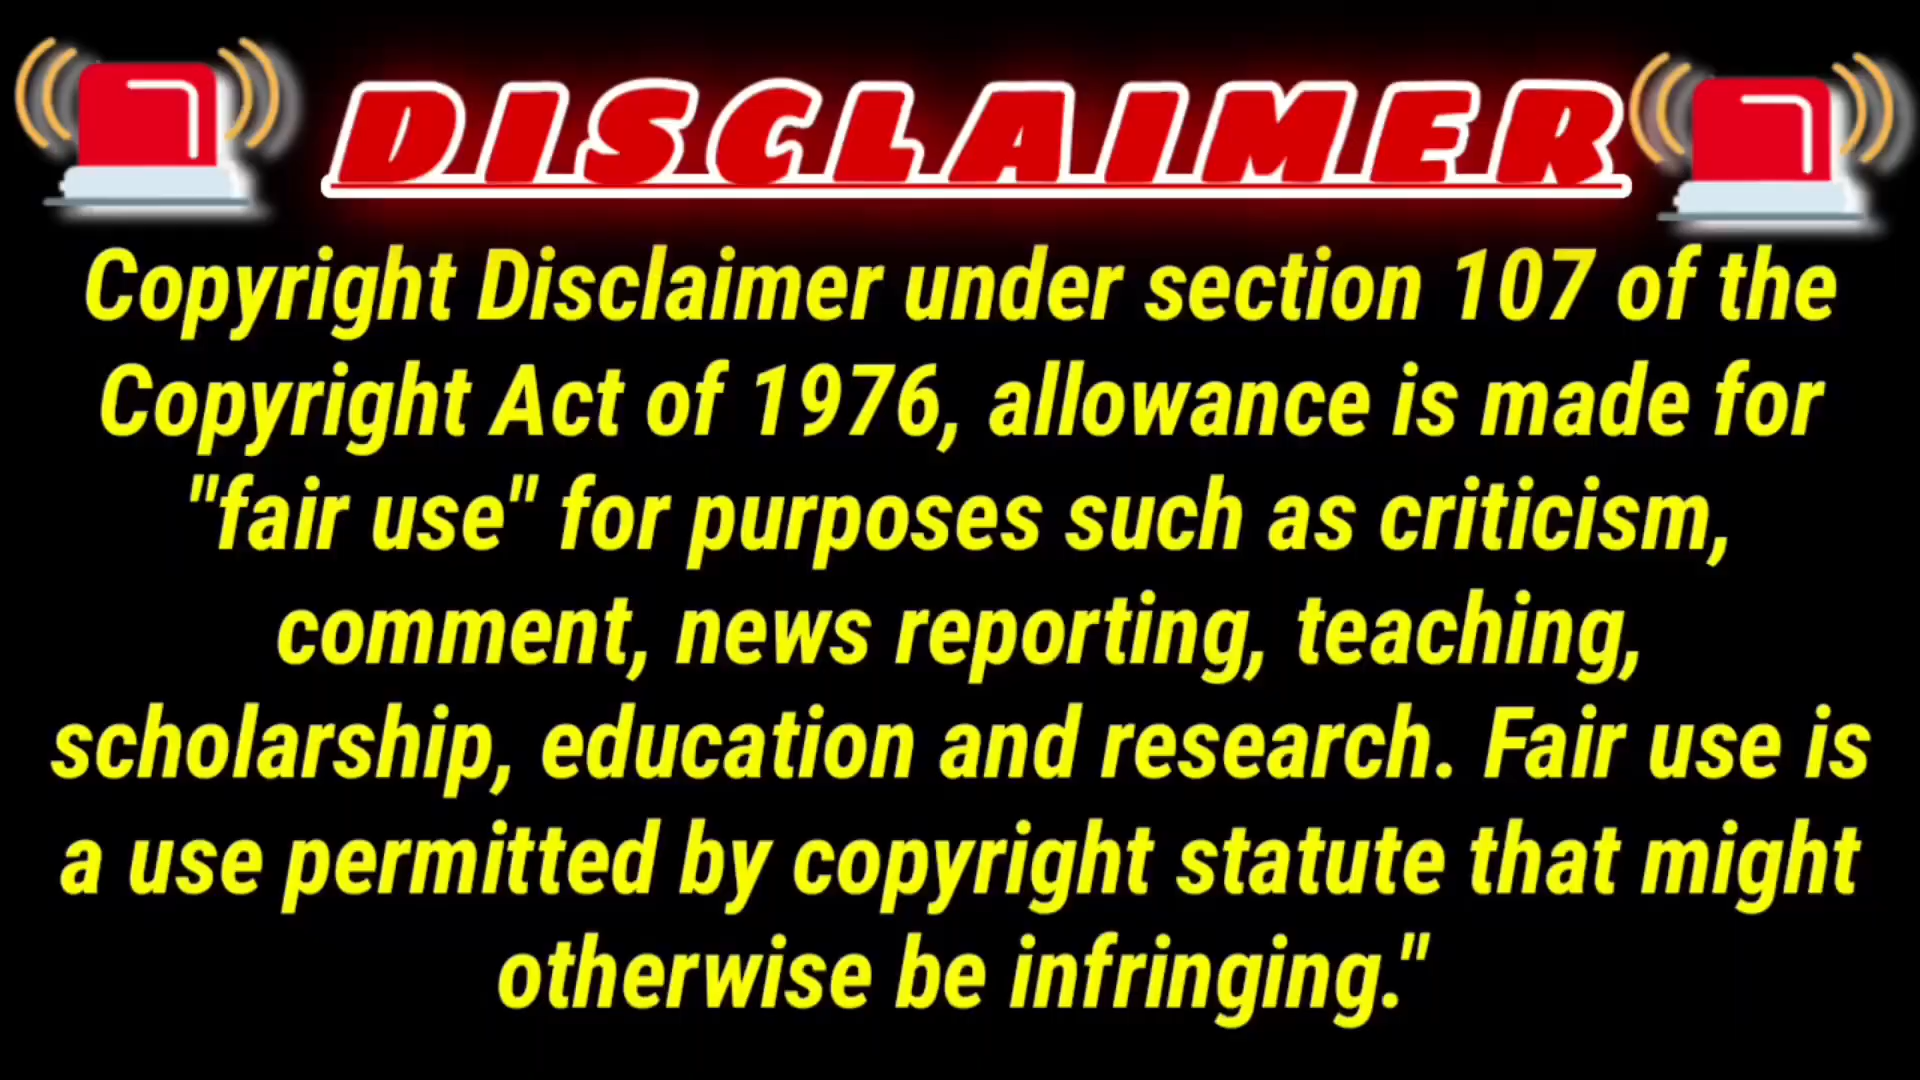 DISCLAIMER
Copyright Disclaimer under section 107 of the
Copyright Act of 1976, allowance is made for
"fair use" for purposes such as criticism,
comment, news reporting, teaching,
scholarship, education and research. Fair use is
a use permitted by copyright statute that might
otherwise be infringing."